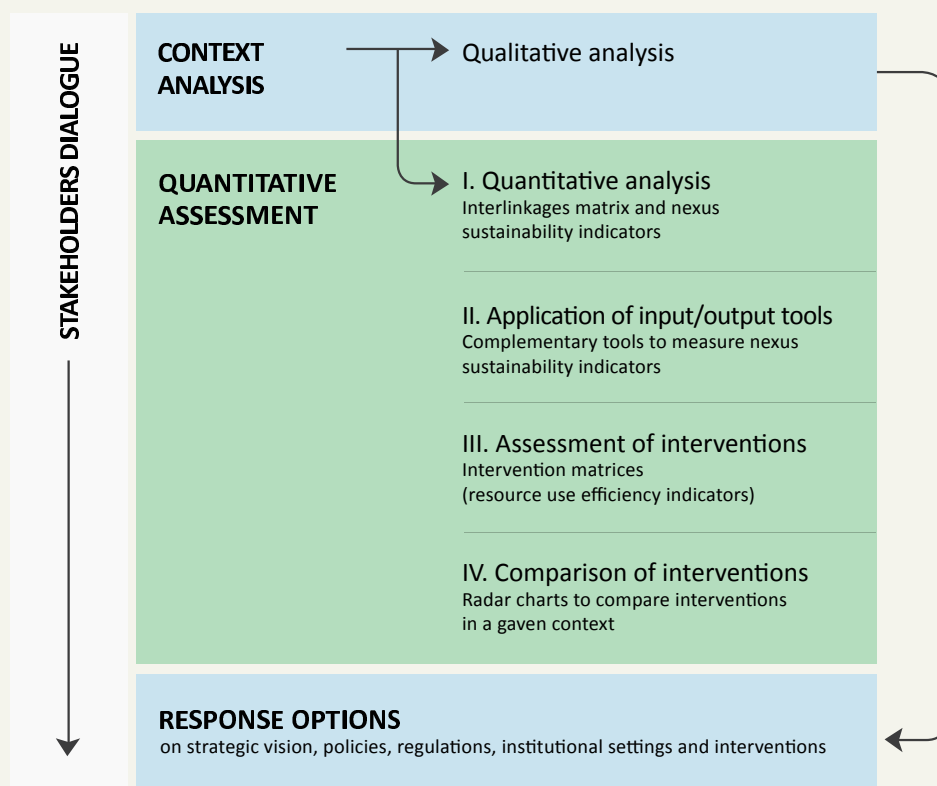 STAKEHOLDERS DIALOGUE
CONTEXT
ANALYSIS
Qualitative analysis
QUANTITATIVE
ASSESSMENT
I. Quantitative analysis
Interlinkages matrix and nexus
sustainability indicators
II. Application of input/output tools
Complementary tools to measure nexus
sustainability indicators
III. Assessment of interventions
Intervention matrices
(resource use efficiency indicators)
IV. Comparison of interventions
Radar charts to compare interventions
in a gaven context
RESPONSE OPTIONS
on strategic vision, policies, regulations, institutional settings and interventions